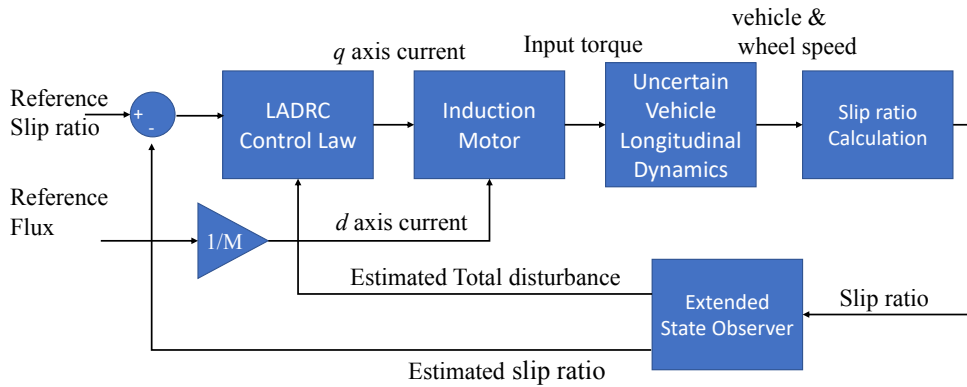 vehicle &
wheel speed
q axis current
Input torque
Reference
Slip ratio
+
-
LADRC
Control Law
Induction
Motor
Uncertain
Vehicle
Longitudinal
Dynamics
Slip ratio
Calculation
Reference
Flux
1/M
d axis current
Estimated Total disturbance
Extended
State Observer
Slip ratio
Estimated slip ratio